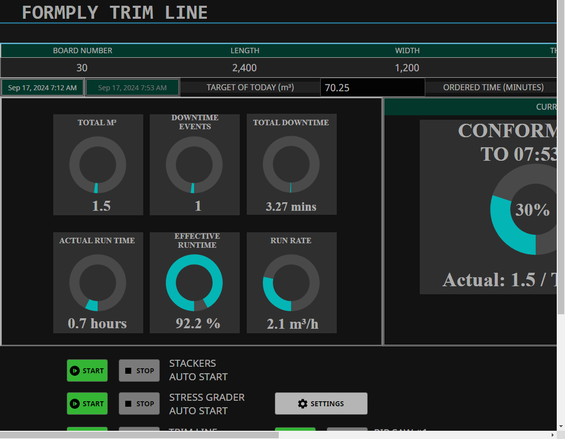 FORMPLY TRIM LINE
BOARD NUMBER LENGTH WIDTH
30 2,400 1,200
Sep 17, 2024 7:12 AM Sep 17, 2024 7:53 AM TARGET OF TODAY (m³) 70.25 ORDERED TIME (MINUTES)
TOTAL M³
1.5
DOWNTIME
EVENTS
1
TOTAL DOWNTIME
3.27 mins
ACTUAL RUN TIME
0.7 hours
EFFECTIVE
RUNTIME
92.2 %
RUN RATE
2.1 m³/h
CURR
CONFORM
TO 07:53
30%
Actual: 1.5 / T
START STOP STACKERS
AUTO START
START STOP STRESS GRADER
AUTO START
SETTINGS
TRIM LINE